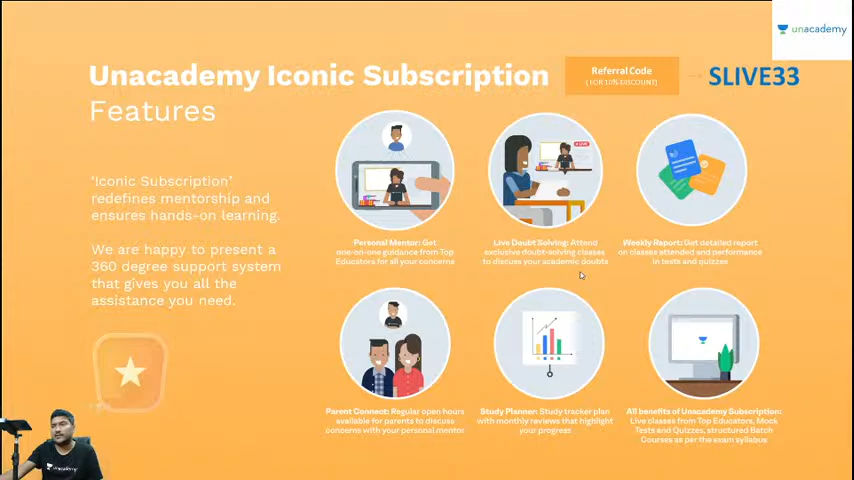 unacademy
Unacademy Iconic Subscription
Features
Referral Code
( FOR 10% DISCOUNT)
SLIVE33
‘Iconic Subscription’
redefines mentorship and
ensures hands-on learning.
We are happy to present a
360 degree support system
that gives you all the
assistance you need.
LIVE
Personal Mentor: Get
one-on-one guidance from Top
Educators for all your concerns
Live Doubt Solving: Attend
exclusive doubt-solving classes
to discuss your academic doubts
Weekly Report: Get detailed report
on classes attended and performance
in tests and quizzes
Parent Connect: Regular open hours
available for parents to discuss
concerns with your personal mentor
Study Planner: Study tracker plan
with monthly reviews that highlight
your progress
All benefits of Unacademy Subscription:
Live classes from Top Educators, Mock
Tests and Quizzes, structured Batch
Courses as per the exam syllabus
unacademy